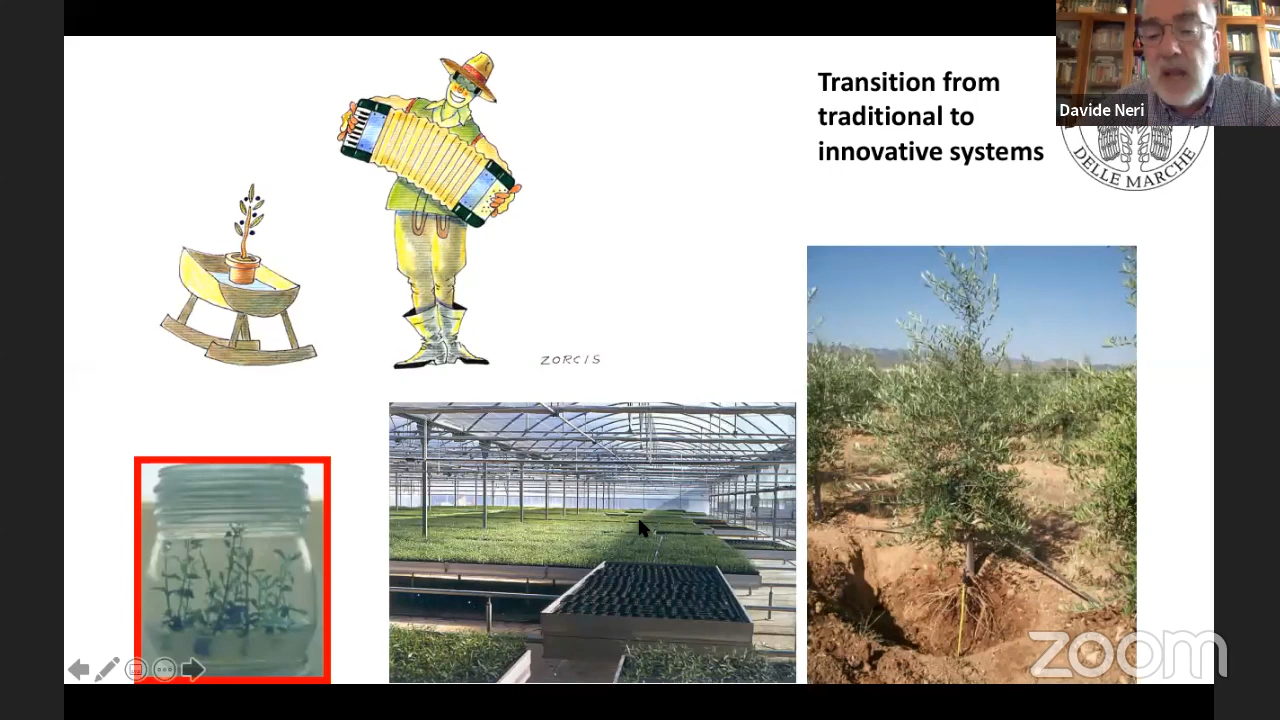 Transition from
traditional to
innovative systems
Davide Neri
DELLE MARCHE
ZORCIS
zoom